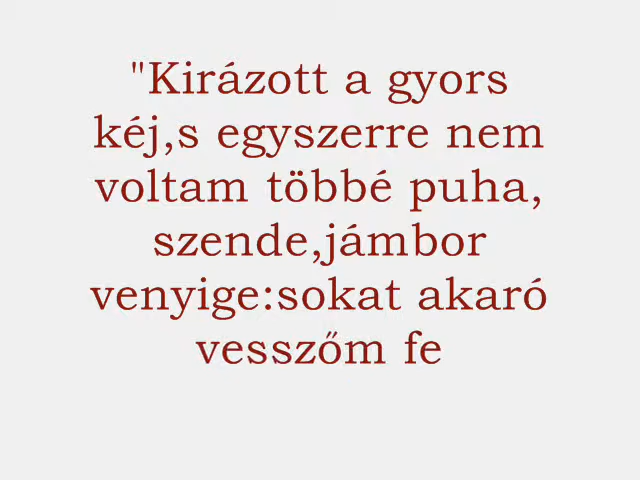 "Kirázott a gyors
kéj,s egyszerre nem
voltam többé puha,
szende,jámbor
venyige:sokat akaró
vesszőm fe